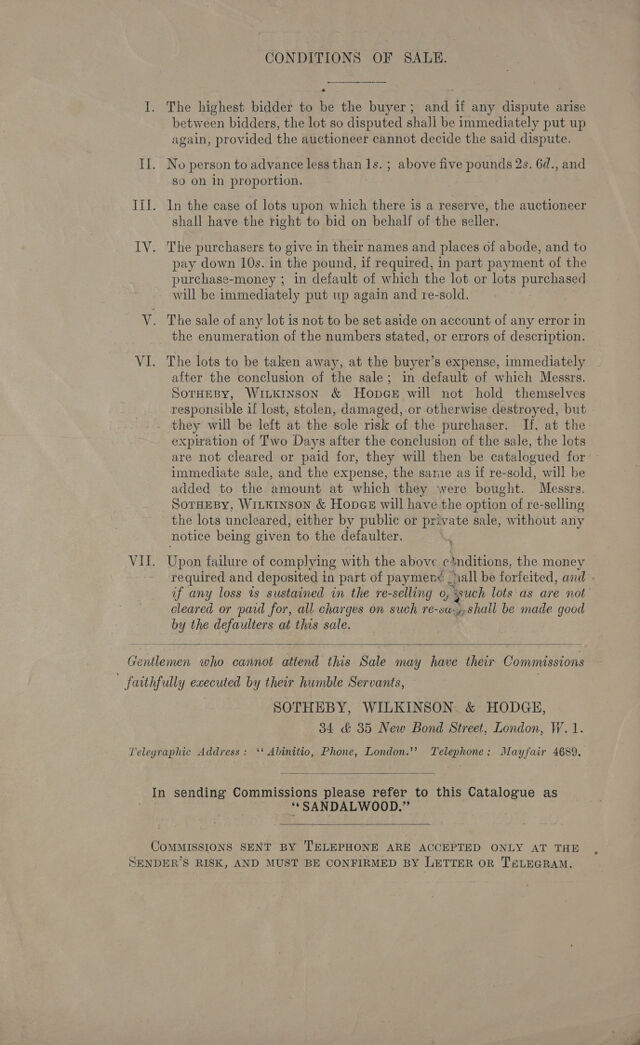 CONDITIONS OF SALE.
I. The highest bidder to be the buyer; and if any dispute arise
between bidders, the lot so disputed shall be immediately put up
again, provided the auctioneer cannot decide the said dispute.
II. No person to advance less than 1s.; above five pounds 2s. 6d., and
so on in proportion.
III. In the case of lots upon which there is a reserve, the auctioneer
shall have the right to bid on behalf of the seller.
IV. The purchasers to give in their names and places of abode, and to
pay down 10s. in the pound, if required, in part payment of the
purchase-money; in default of which the lot or lots purchased
will be immediately put up again and re-sold.
V. The sale of any lot is not to be set aside on account of any error in
the enumeration of the numbers stated, or errors of description.
VI. The lots to be taken away, at the buyer's expense, immediately
after the conclusion of the sale; in default of which Messrs.
SOTHEBY, WILKINSON & HODGE will not hold themselves
responsible if lost, stolen, damaged, or otherwise destroyed, but
they will be left at the sole risk of the purchaser. If, at the
expiration of Two Days after the conclusion of the sale, the lots
are not cleared or paid for, they will then be catalogued for
immediate sale, and the expense, the same as if re-sold, will be
added to the amount at which they were bought. Messrs.
SOTHEBY, WILKINSON & HODGE will have the option of re-selling
the lots uncleared, either by public or private sale, without any
notice being given to the defaulter.
VII. Upon failure of complying with the above conditions, the money
required and deposited in part of payment shall be forfeited, and
if any loss is sustained in the re-selling of such lots as are not
cleared or paid for, all charges on such re-sale shall be made good
by the defaulters at this sale.
Gentlemen who cannot attend this Sale may have their Commissions
faithfully executed by their humble Servants,
SOTHEBY, WILKINSON & HODGE,
34 & 35 New Bond Street, London, W. 1.
Telegraphic Address: "Abinitio, Phone, London." Telephone: Mayfair 4689.
In sending Commissions please refer to this Catalogue as
"SANDALWOOD."
COMMISSIONS SENT BY TELEPHONE ARE ACCEPTED ONLY AT THE
SENDER'S RISK, AND MUST BE CONFIRMED BY LETTER OR TELEGRAM.